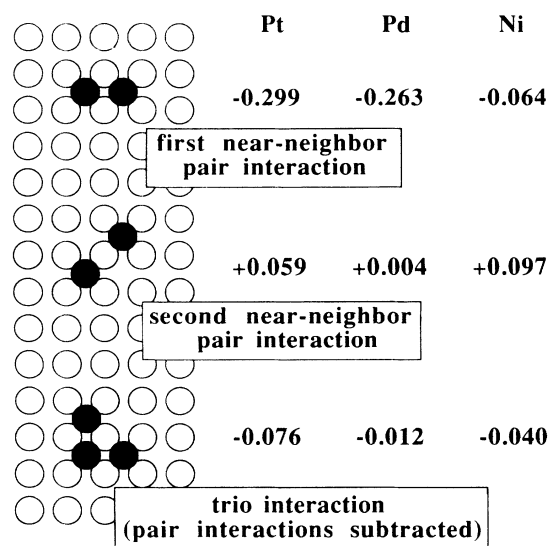 Pt Pd Ni
-0.299 -0.263 -0.064
first near-neighbor
pair interaction
+0.059 +0.004 +0.097
second near-neighbor
pair interaction
-0.076 -0.012 -0.040
trio interaction
(pair interactions subtracted)